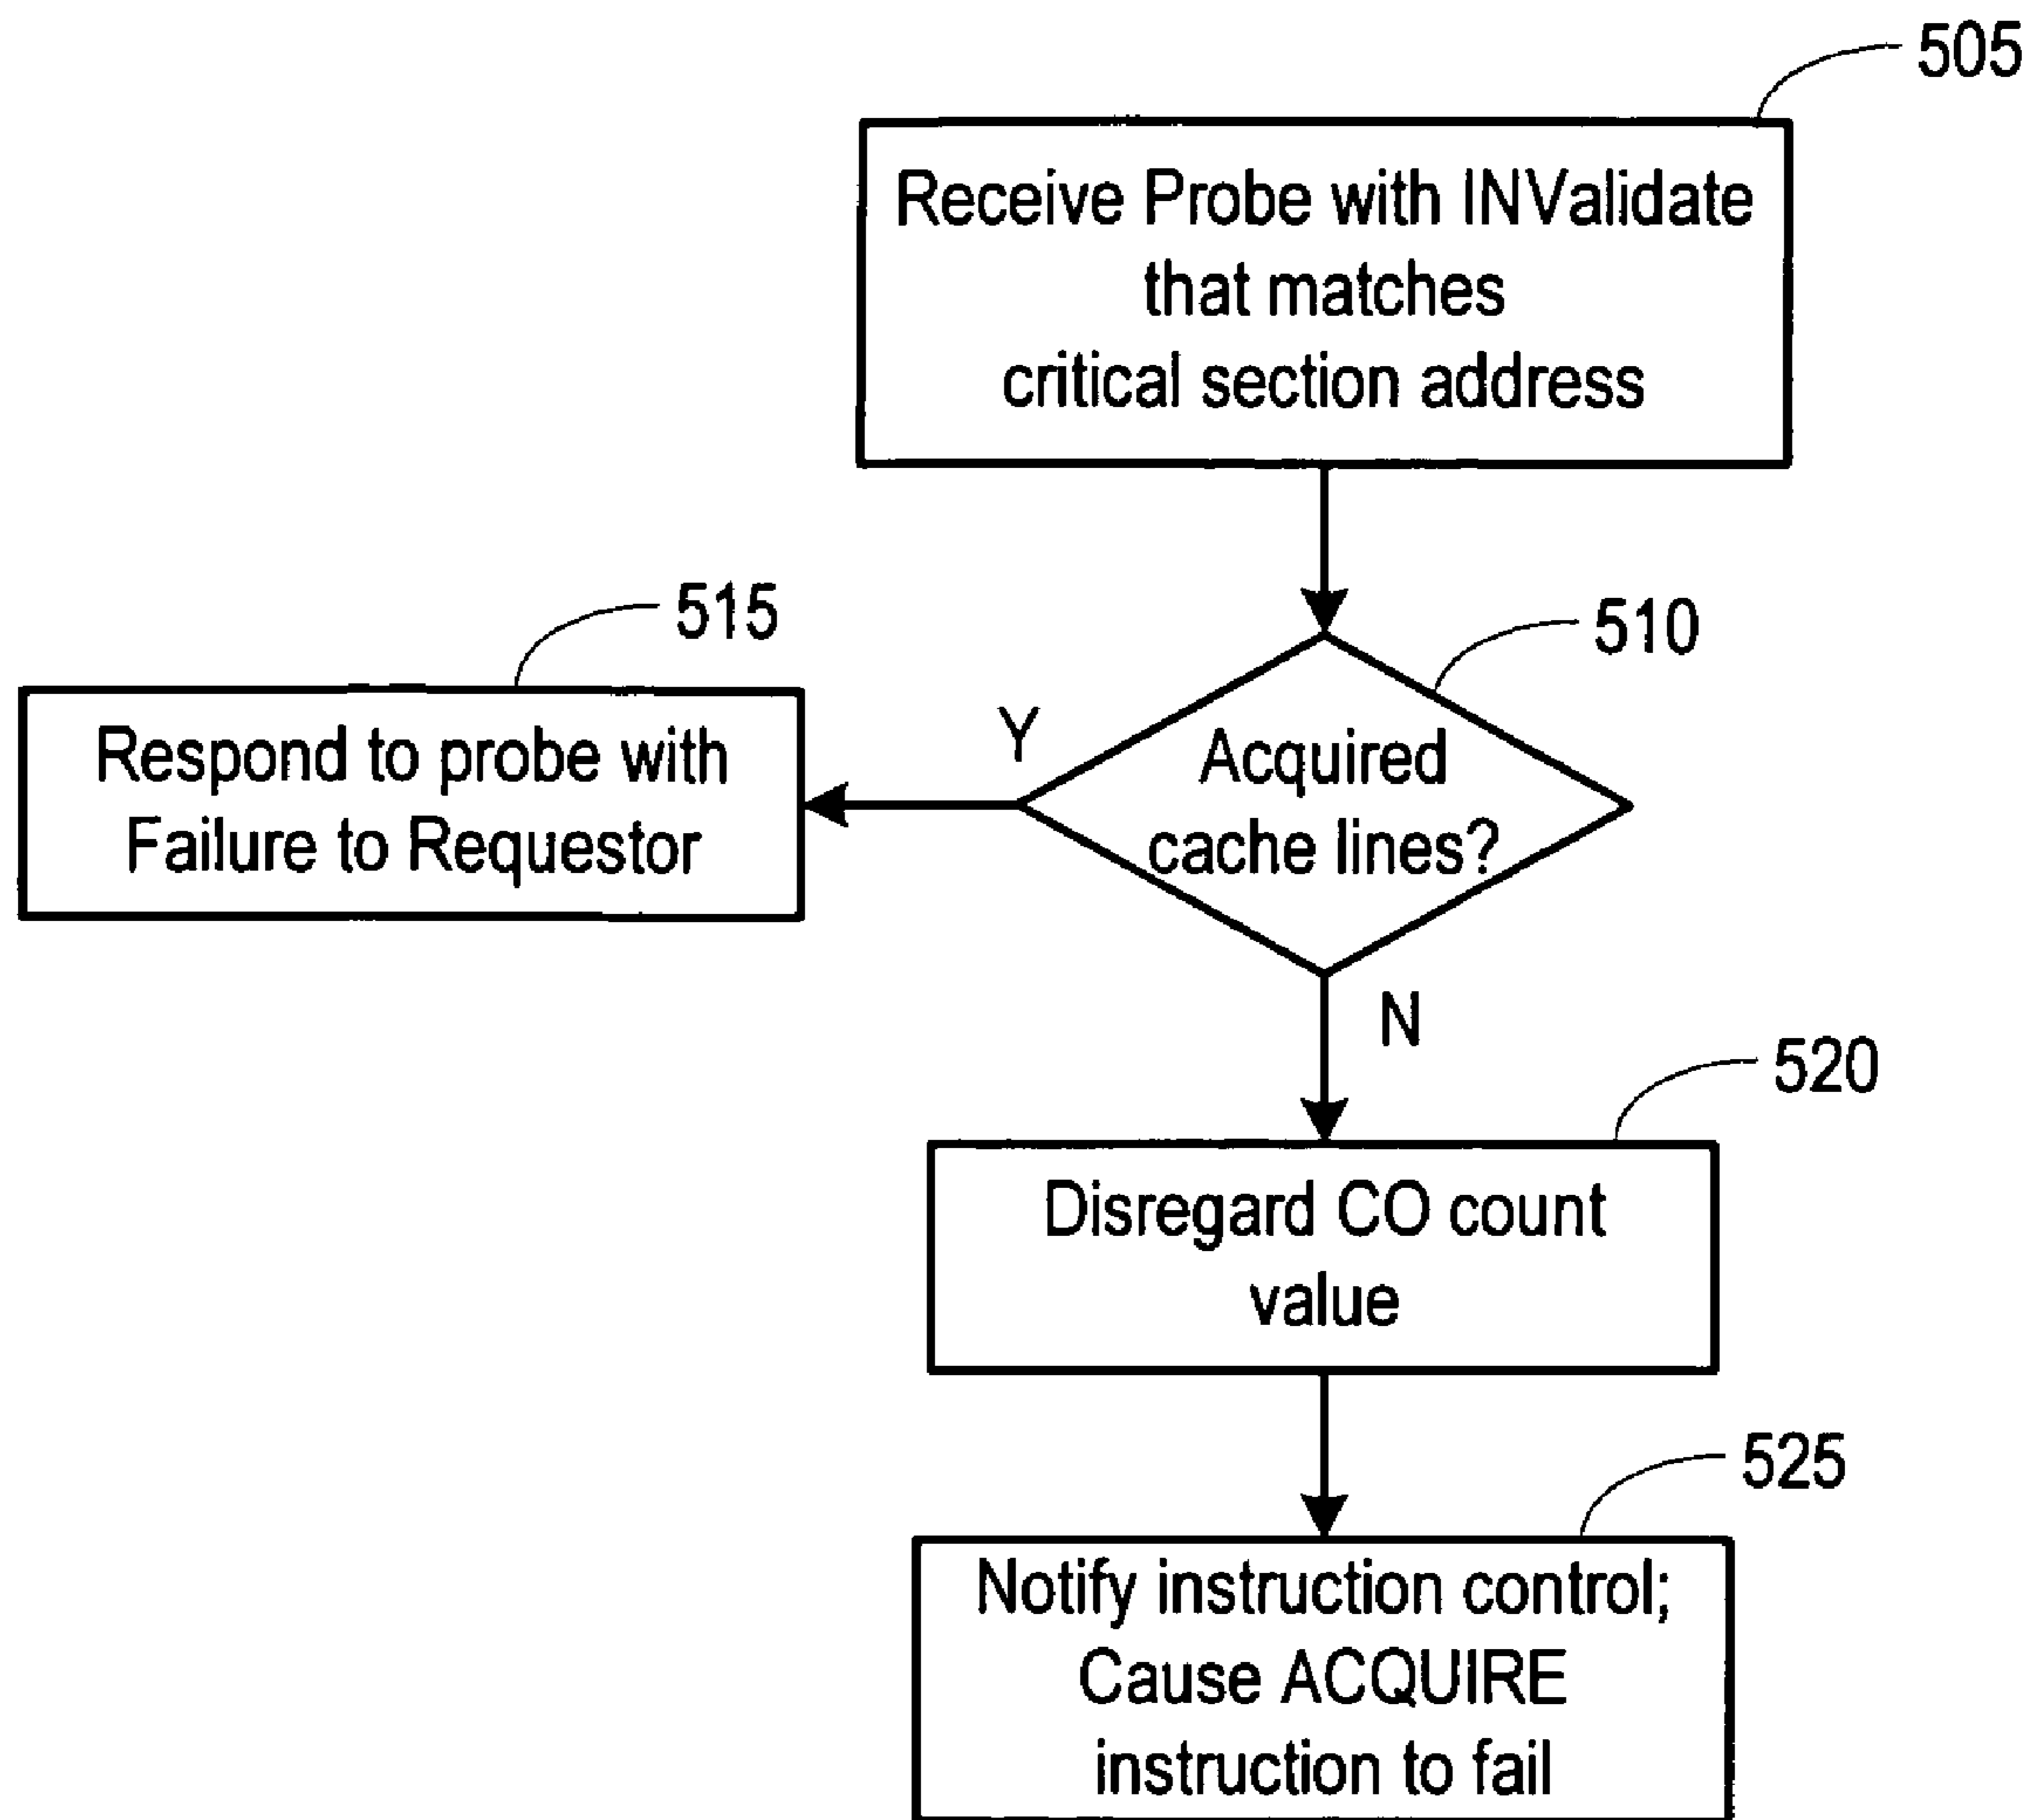 505
Receive Probe with INValidate
that matches
critical section address
510
Acquired
cache lines?
Y
515
Respond to probe with
Failure to Requestor
N
520
Disregard CO count
value
525
Notify instruction control;
Cause ACQUIRE
instruction to fail